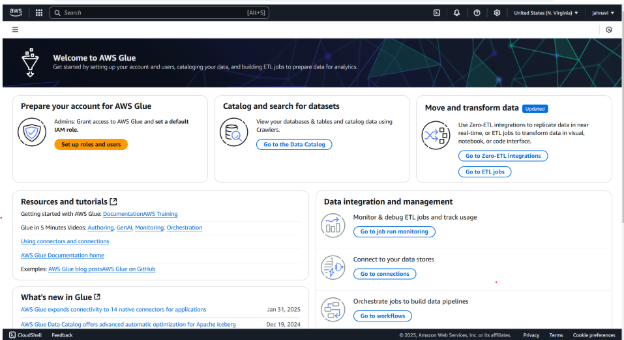 aws
Search [Alt+S] United States (N. Virginia) jahnavi
Welcome to AWS Glue
Get started by setting up your account and users, cataloging your data, and building ETL jobs to prepare data for analytics.
Prepare your account for AWS Glue
Admins: Grant access to AWS Glue and set a default
IAM role.
Set up roles and users
Catalog and search for datasets
View your databases & tables and catalog data using
Crawlers.
Go to the Data Catalog
Move and transform data Updated
Use Zero-ETL integrations to replicate data in near
real-time, or ETL jobs to transform data in visual,
notebook, or code interface.
Go to Zero-ETL integrations
Go to ETL jobs
Resources and tutorials
Getting started with AWS Glue: DocumentationAWS Training
Glue in 5 Minutes Videos: Authoring, GenAI, Monitoring, Orchestration
Using connectors and connections
AWS Glue Documentation home
Examples: AWS Glue blog postsAWS Glue on GitHub
What's new in Glue
AWS Glue expands connectivity to 14 native connectors for applications Jan 31, 2025
AWS Glue Data Catalog offers advanced automatic optimization for Apache Iceberg Dec 19, 2024
Data integration and management
Monitor & debug ETL jobs and track usage
Go to job run monitoring
Connect to your data stores
Go to connections
Orchestrate jobs to build data pipelines
Go to workflows
CloudShell Feedback © 2025, Amazon Web Services, Inc. or its affiliates. Privacy Terms Cookie preferences